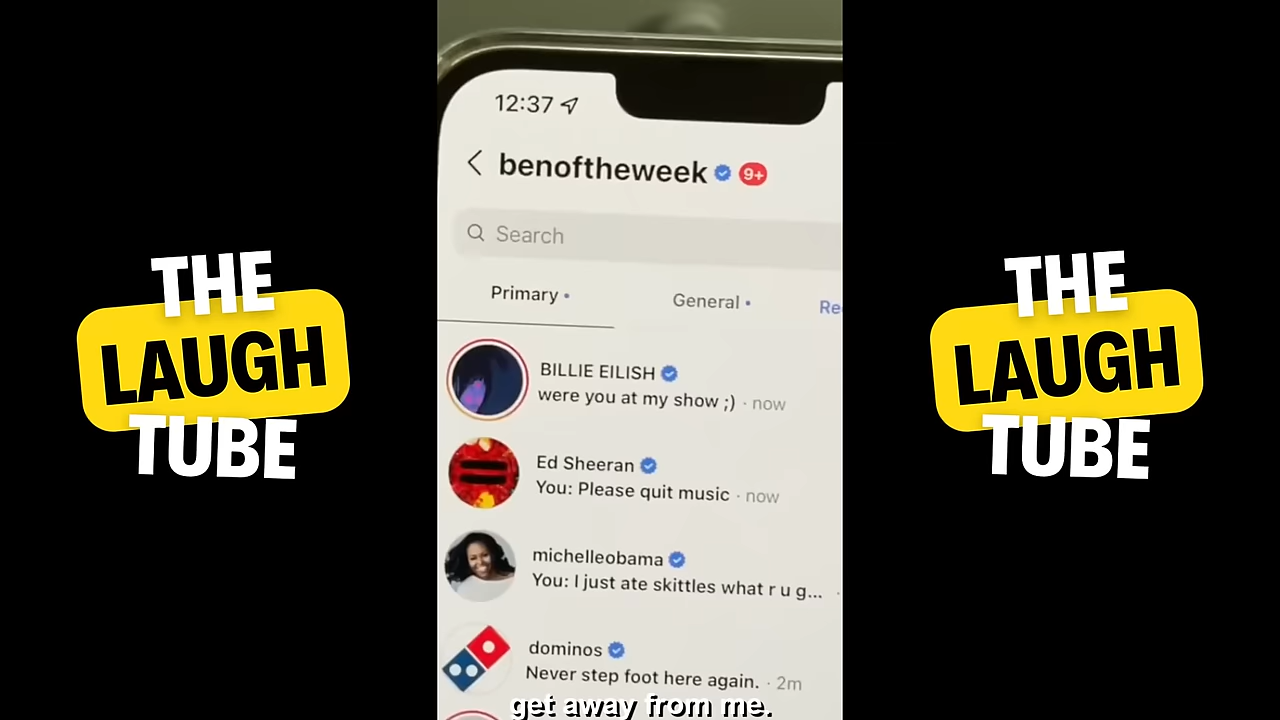 THE
LAUGH
TUBE
12:37
benoftheweek 9+
Search
Primary General Re
BILLIE EILISH
were you at my show ;) · now
Ed Sheeran
You: Please quit music · now
michelleobama
You: I just ate skittles what r u g... ·
dominos
Never step foot here again. · 2m
get away from me.
THE
LAUGH
TUBE